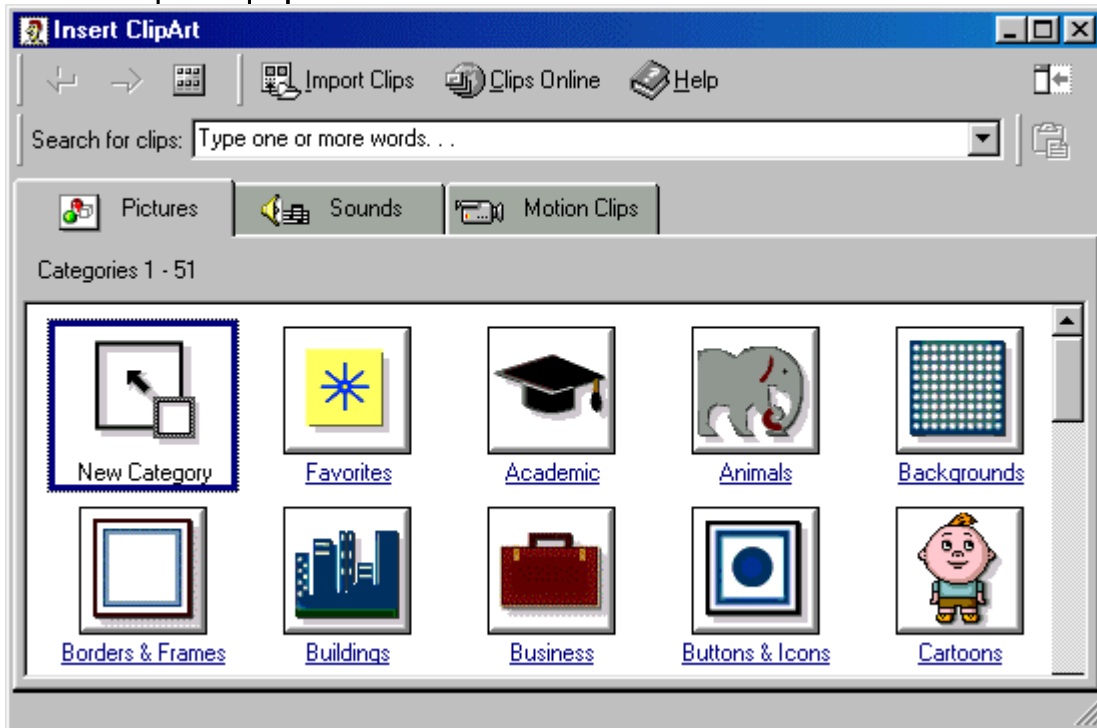 Insert ClipArt
Import Clips Clips Online Help
Search for clips: Type one or more words. . .
Pictures Sounds Motion Clips
Categories 1 - 51
New Category Favorites Academic Animals Backgrounds
Borders & Frames Buildings Business Buttons & Icons Cartoons